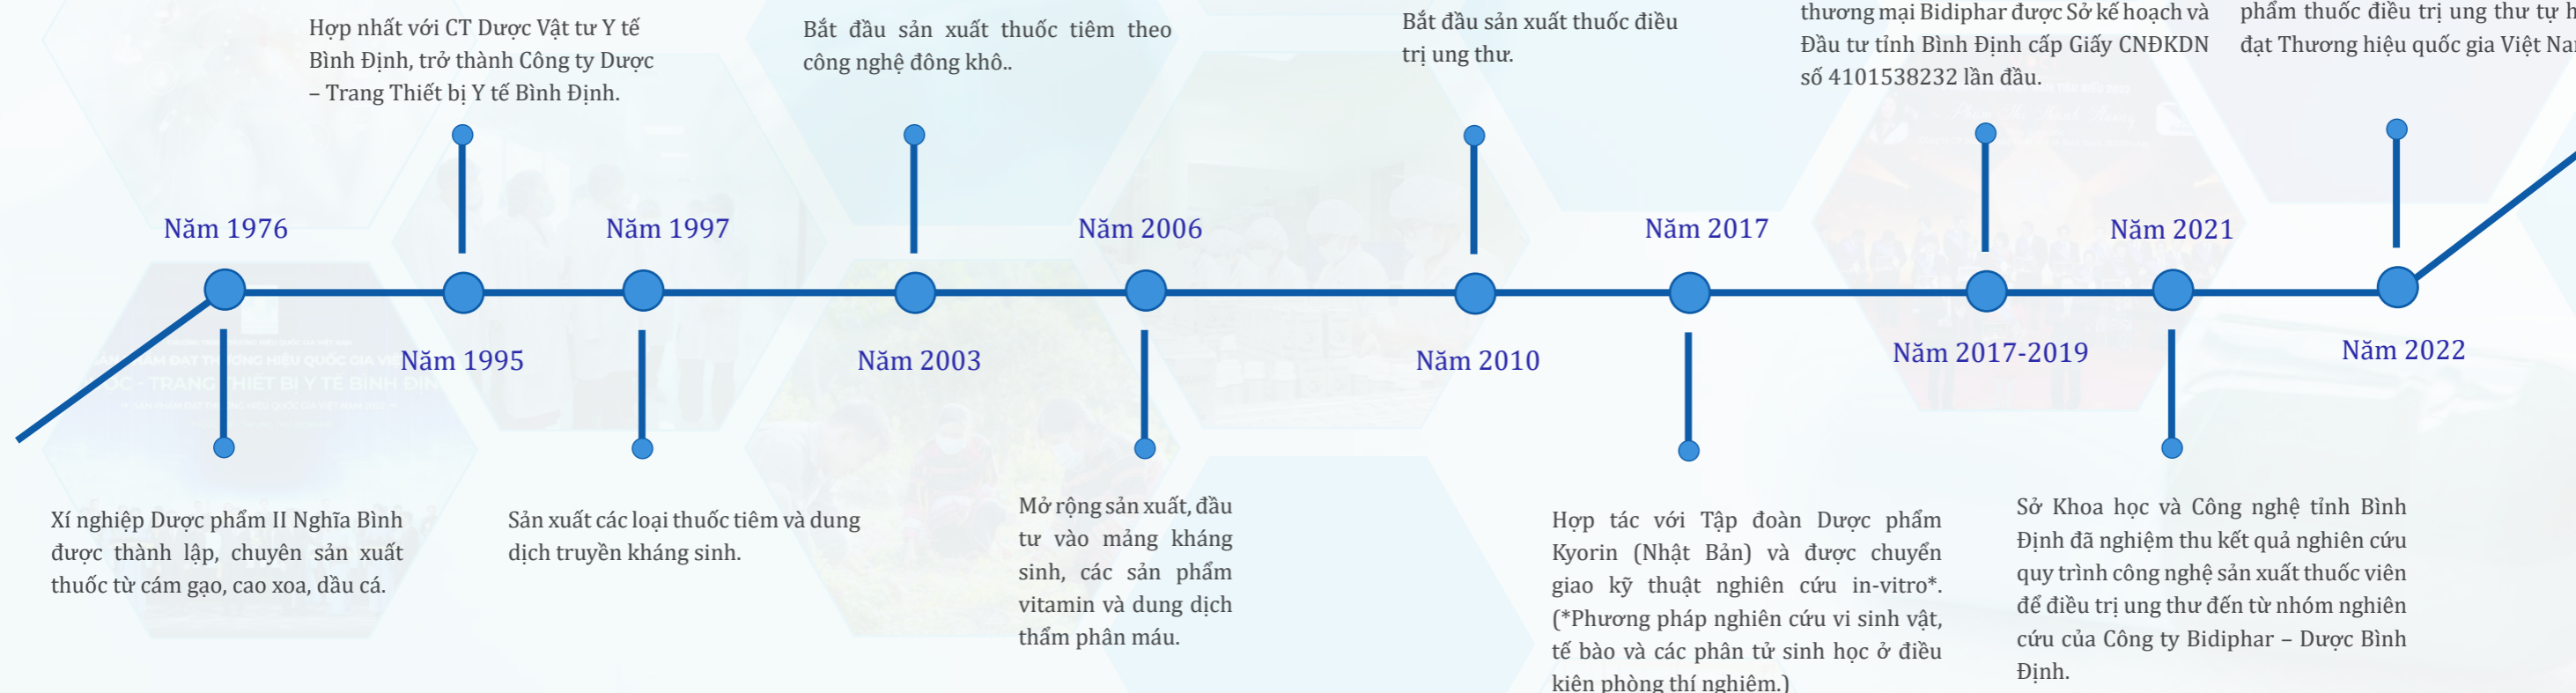 Hợp nhất với CT Dược Vật tư Y tế
Bình Định, trở thành Công ty Dược
– Trang Thiết bị Y tế Bình Định.
Bắt đầu sản xuất thuốc tiêm theo
công nghệ đông khô..
Bắt đầu sản xuất thuốc điều
trị ung thư.
thương mại Bidiphar được Sở kế hoạch và
Đầu tư tỉnh Bình Định cấp Giấy CNĐKDN
số 4101538232 lần đầu.
phẩm thuốc điều trị ung thư tự
đạt Thương hiệu quốc gia Việt
Năm 1976
Năm 1997
Năm 2006
Năm 2017
Năm 2021
Năm 1995
Năm 2003
Năm 2010
Năm 2017-2019
Năm 2022
Xí nghiệp Dược phẩm II Nghĩa Bình
được thành lập, chuyên sản xuất
thuốc từ cám gạo, cao xoa, dầu cá.
Sản xuất các loại thuốc tiêm và dung
dịch truyền kháng sinh.
Mở rộng sản xuất, đầu
tư vào mảng kháng
sinh, các sản phẩm
vitamin và dung dịch
thẩm phân máu.
Hợp tác với Tập đoàn Dược phẩm
Kyorin (Nhật Bản) và được chuyển
giao kỹ thuật nghiên cứu in-vitro*.
(*Phương pháp nghiên cứu vi sinh vật,
tế bào và các phân tử sinh học ở điều
kiện phòng thí nghiệm.)
Sở Khoa học và Công nghệ tỉnh Bình
Định đã nghiệm thu kết quả nghiên cứu
quy trình công nghệ sản xuất thuốc viên
để điều trị ung thư đến từ nhóm nghiên
cứu của Công ty Bidiphar – Dược Bình
Định.